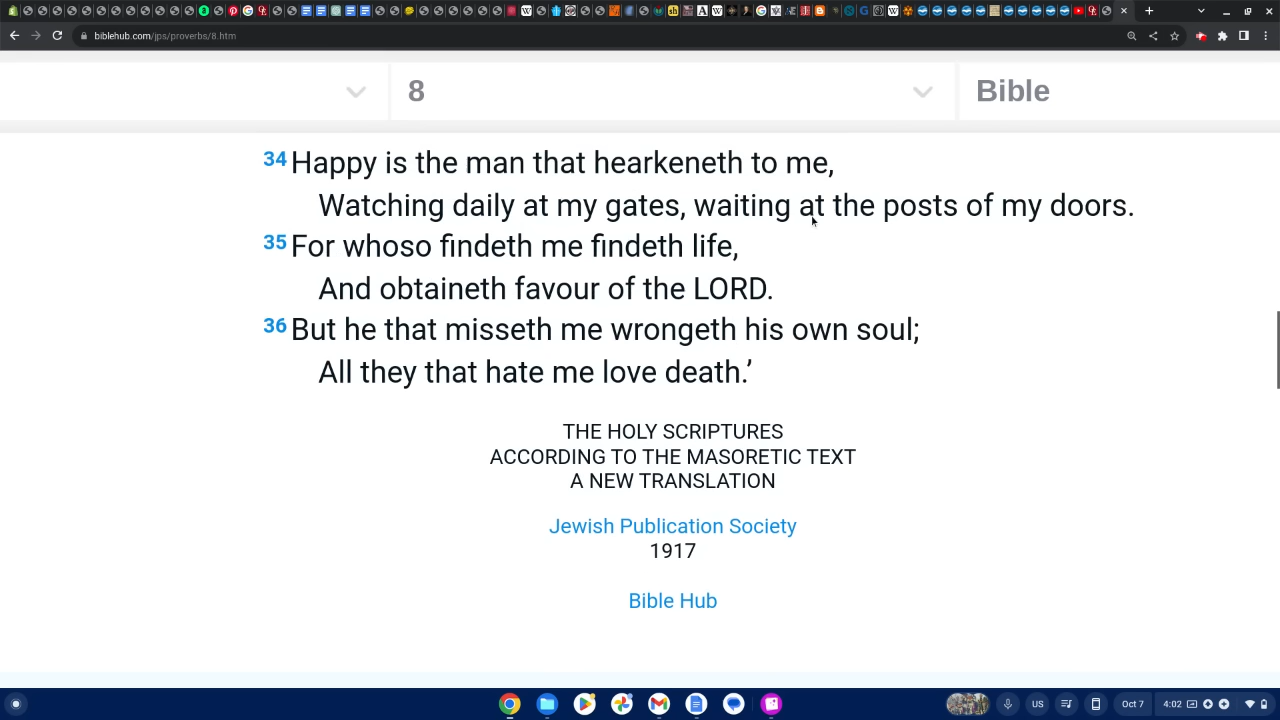 biblehub.com/jps/proverbs/8.htm
8
Bible
34 Happy is the man that hearkeneth to me,
Watching daily at my gates, waiting at the posts of my doors.
35 For whoso findeth me findeth life,
And obtaineth favour of the LORD.
36 But he that misseth me wrongeth his own soul;
All they that hate me love death.’
THE HOLY SCRIPTURES
ACCORDING TO THE MASORETIC TEXT
A NEW TRANSLATION
Jewish Publication Society
1917
Bible Hub
US
Oct 7
4:02